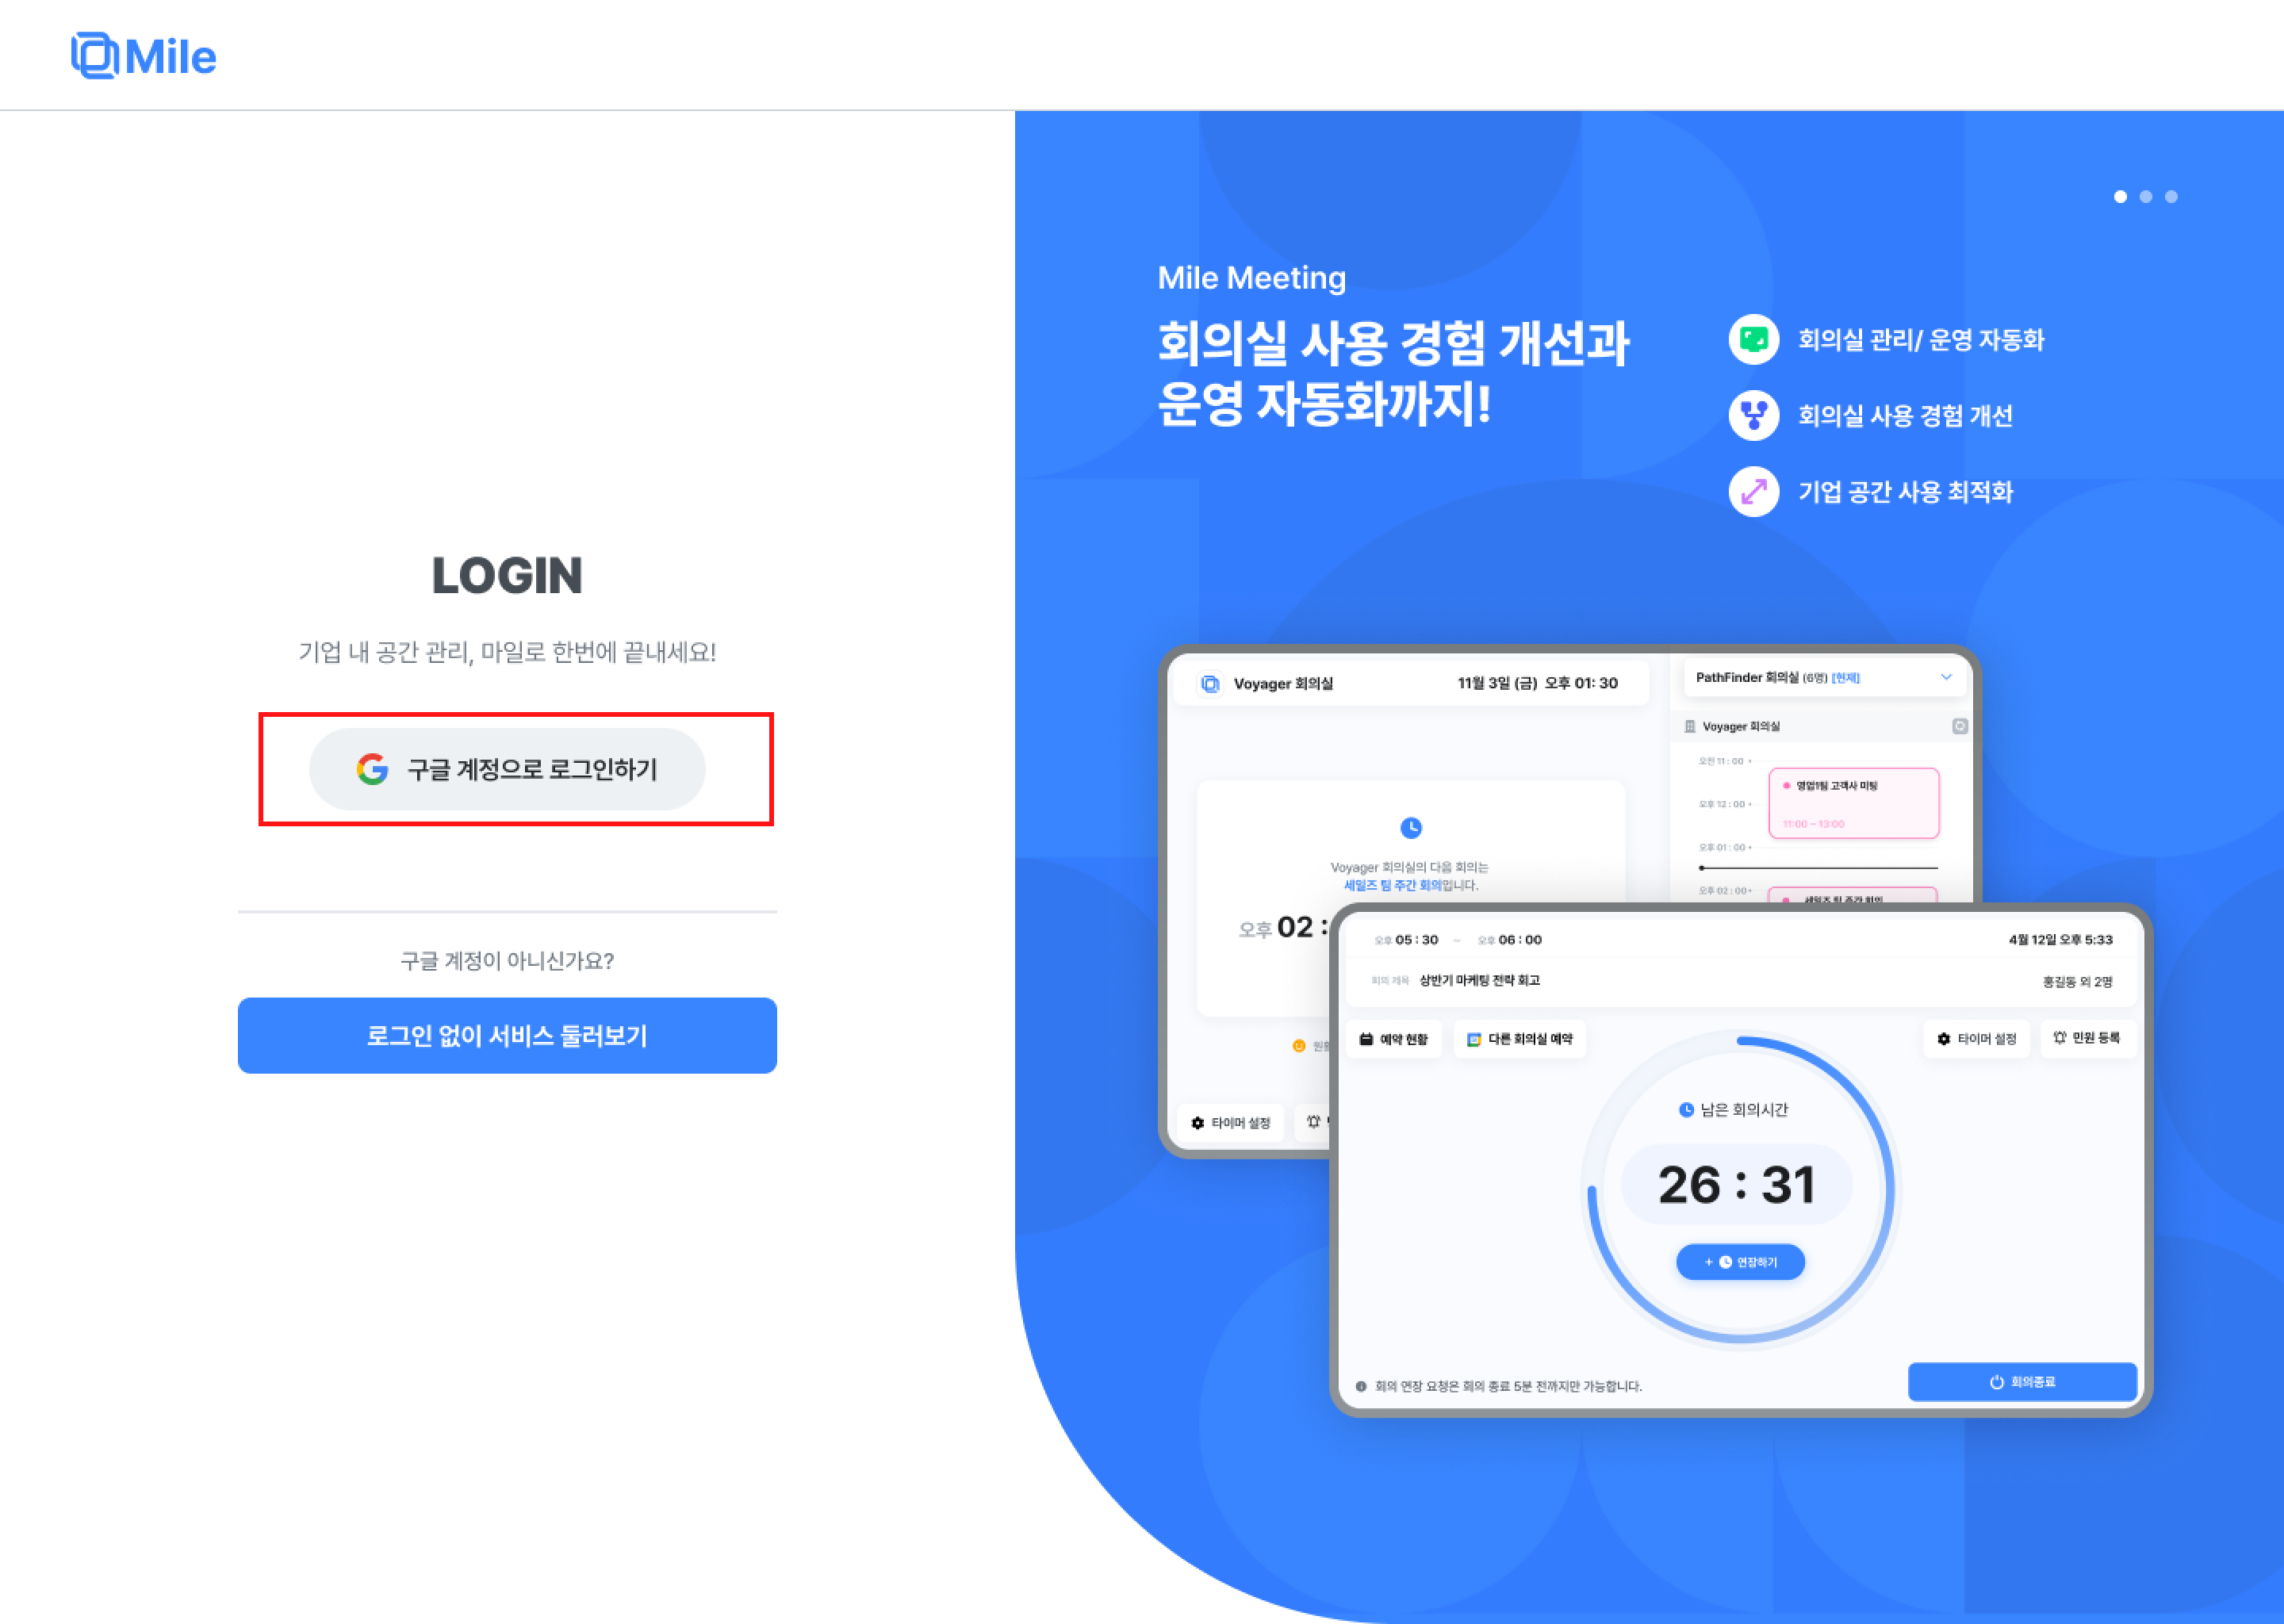 Mile
LOGIN
기업 내 공간 관리, 마일로 한번에 끝내세요!
구글 계정으로 로그인하기
구글 계정이 아니신가요?
로그인 없이 서비스 둘러보기
Mile Meeting
회의실 사용 경험 개선과
운영 자동화까지!
회의실 관리/ 운영 자동화
회의실 사용 경험 개선
기업 공간 사용 최적화
Voyager 회의실
11월 3일 (금) 오후 01: 30
Voyager 회의실의 다음 회의는
세일즈 팀 주간 회의입니다.
오후 02 :
타이머 설정
PathFinder 회의실 (6명) [현재]
Voyager 회의실
오전 11 : 00
영업1팀 고객사 미팅
오후 12 : 00
11:00 ~ 13:00
오후 01 : 00
오후 02 : 00
세일즈 팀 주간 회의
오후 05 : 30 ~ 오후 06 : 00
4월 12일 오후 5:33
회의 제목 상반기 마케팅 전략 회고
홍길동 외 2명
예약 현황
다른 회의실 예약
타이머 설정
민원 등록
남은 회의시간
26 : 31
+ 연장하기
회의 연장 요청은 회의 종료 5분 전까지만 가능합니다.
회의종료